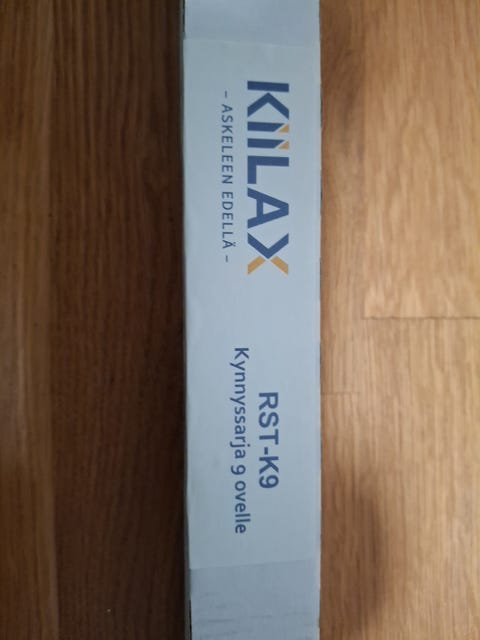 KiiLAX
– ASKELEEN EDELLÄ –
RST-K9
Kynnyssarja 9 ovelle